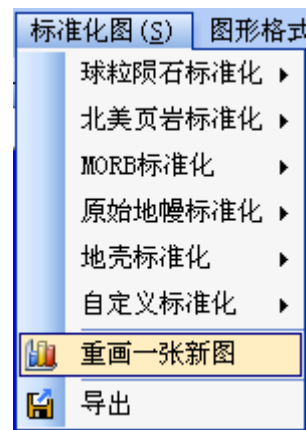 标准化图(S) 图形格式
球粒陨石标准化
北美页岩标准化
MORB标准化
原始地幔标准化
地壳标准化
自定义标准化
重画一张新图
导出